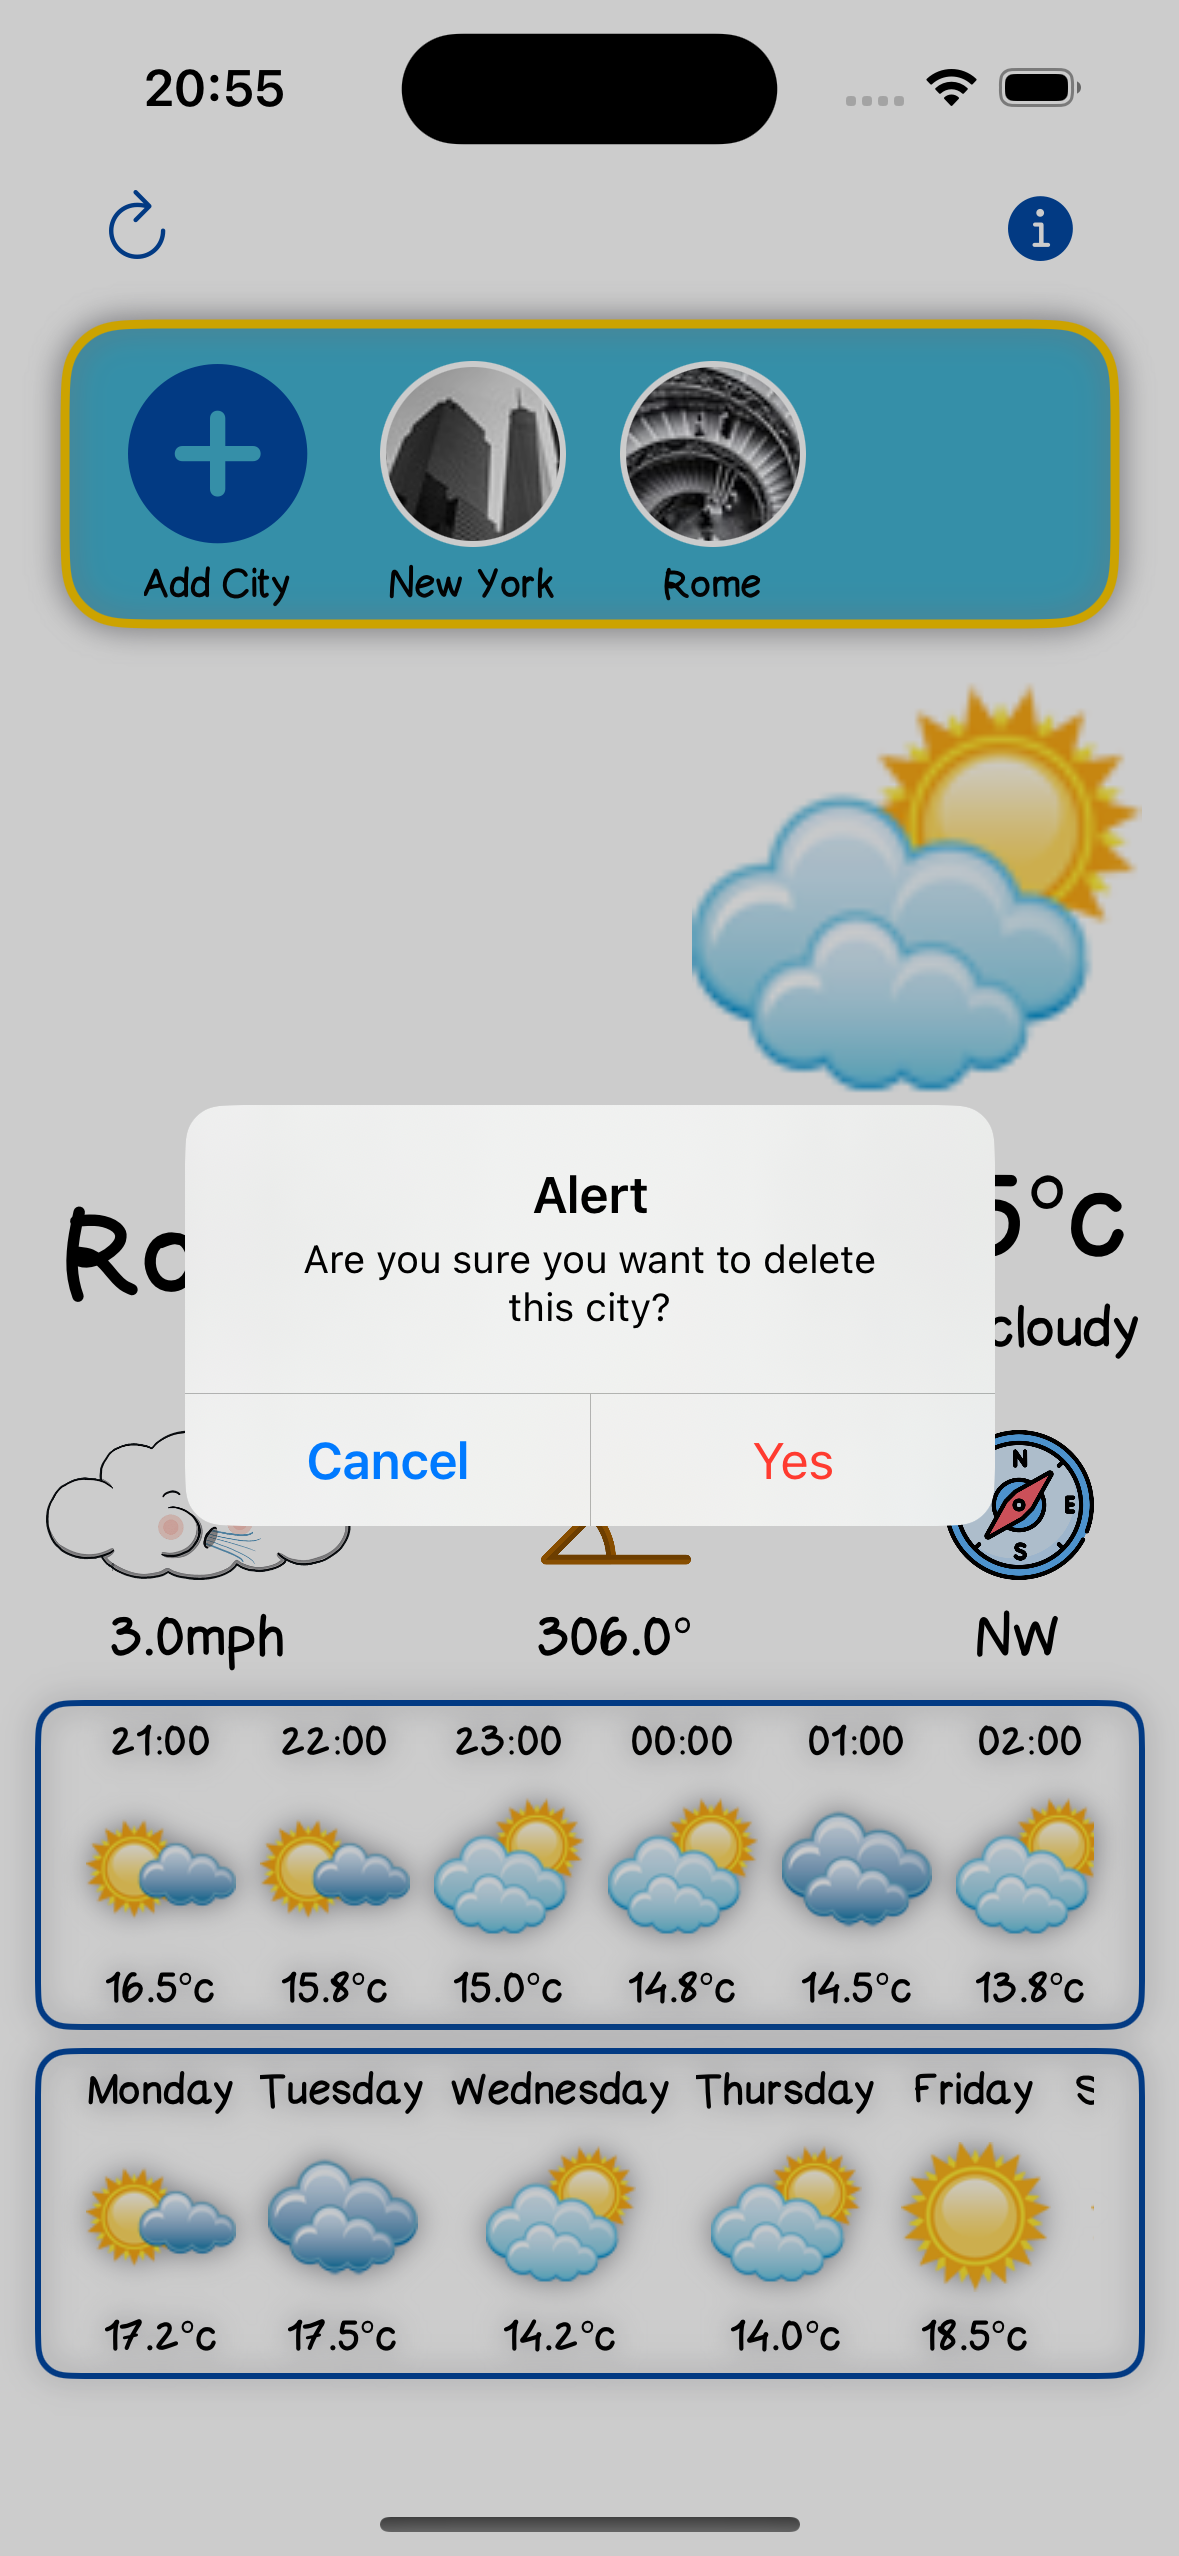 20:55
Add City
New York
Rome
Alert
Are you sure you want to delete
this city?
Cancel
Yes
5°c
cloudy
N
E
S
3.0mph
306.0°
NW
21:00 22:00 23:00 00:00 01:00 02:00
16.5°c 15.8°c 15.0°c 14.8°c 14.5°c 13.8°c
Monday Tuesday Wednesday Thursday Friday
17.2°c 17.5°c 14.2°c 14.0°c 18.5°c